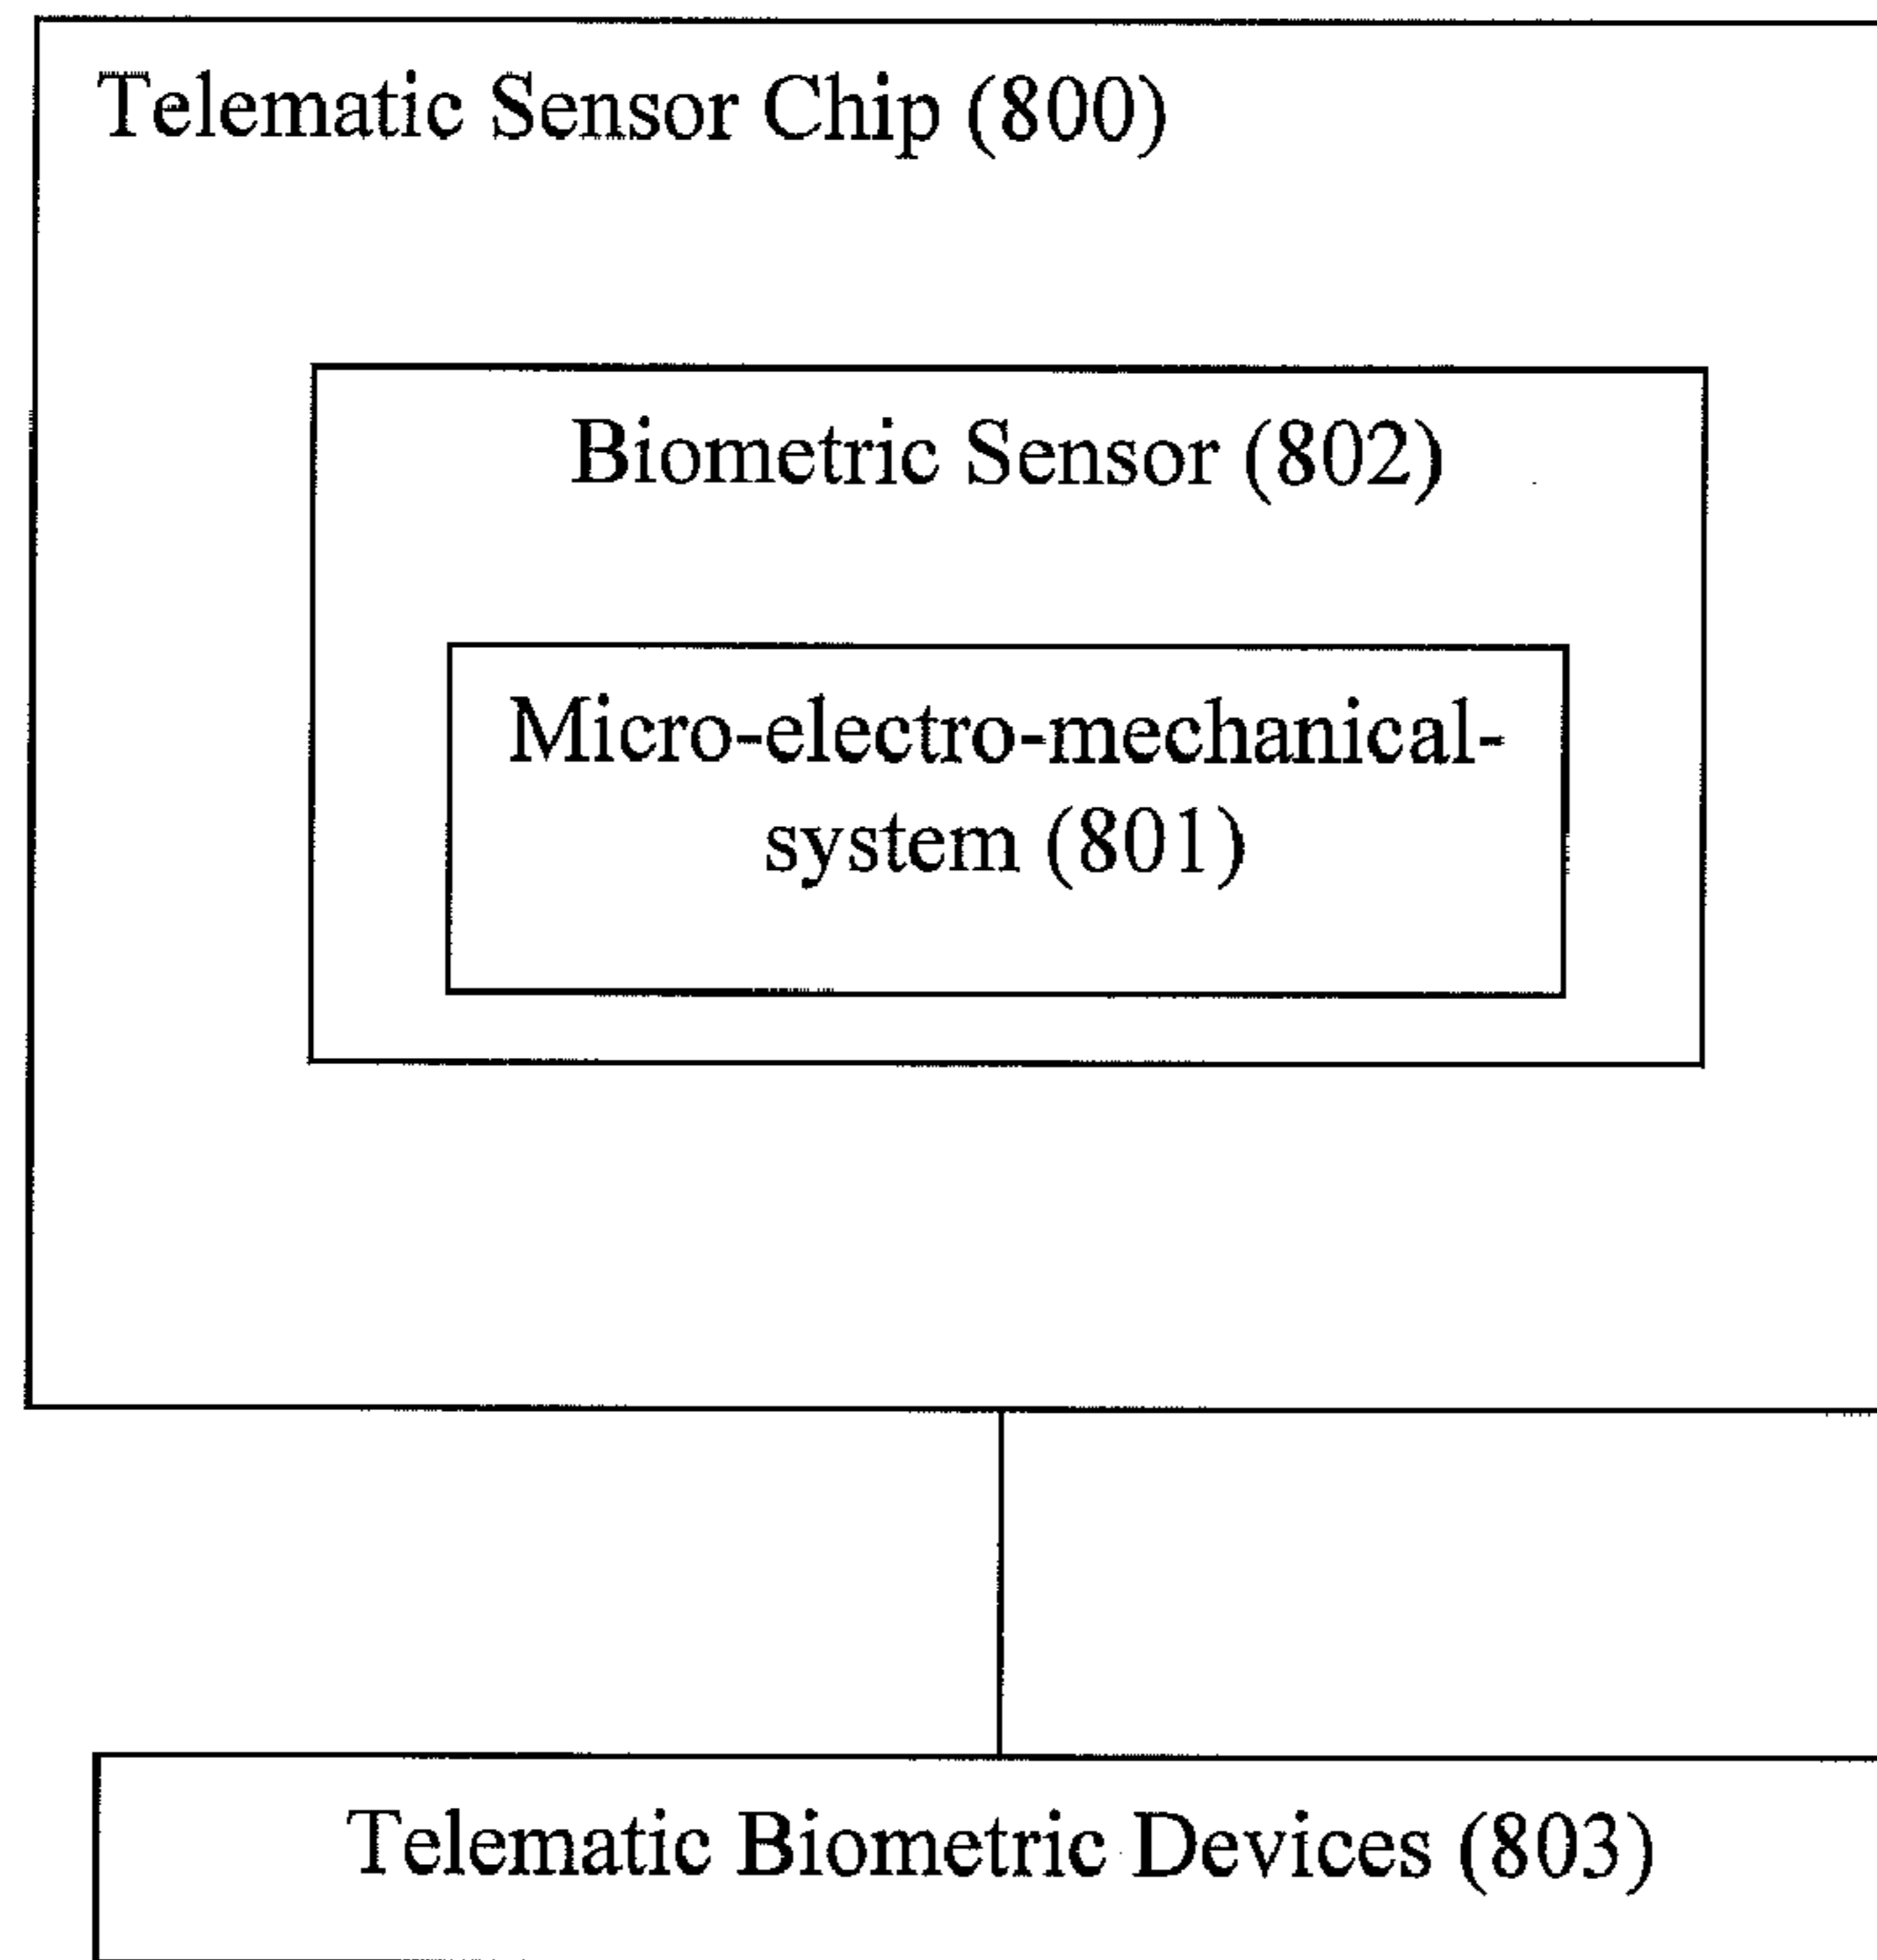 Telematic Sensor Chip (800)
Biometric Sensor (802)
Micro-electro-mechanical-
system (801)
Telematic Biometric Devices (803)